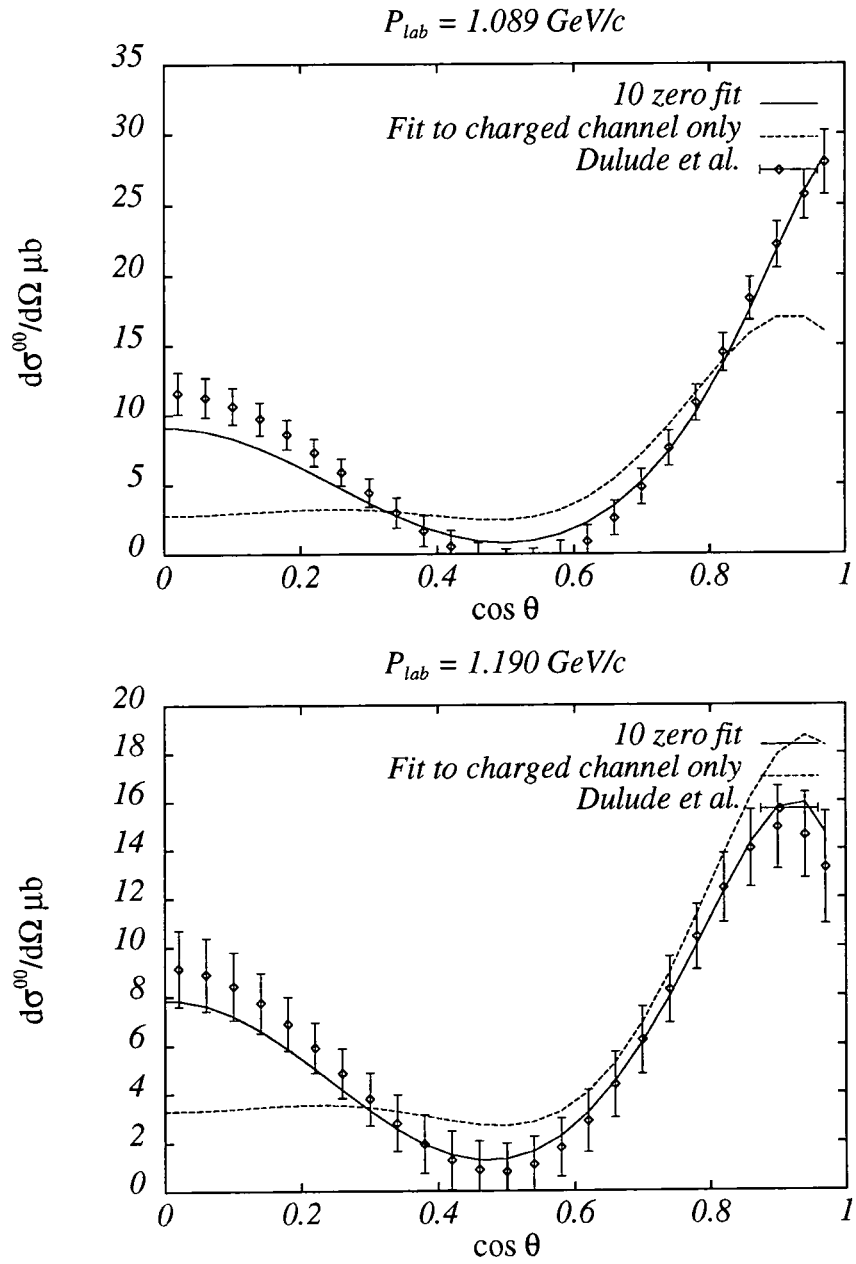 P_lab = 1.089 GeV/c
35
30
25
20
15
10
5
0
dσ^00/dΩ μb
10 zero fit
Fit to charged channel only
Dulude et al.
0 0.2 0.4 0.6 0.8 1
cos θ
P_lab = 1.190 GeV/c
20
18
16
14
12
10
8
6
4
2
0
dσ^00/dΩ μb
10 zero fit
Fit to charged channel only
Dulude et al.
0 0.2 0.4 0.6 0.8 1
cos θ